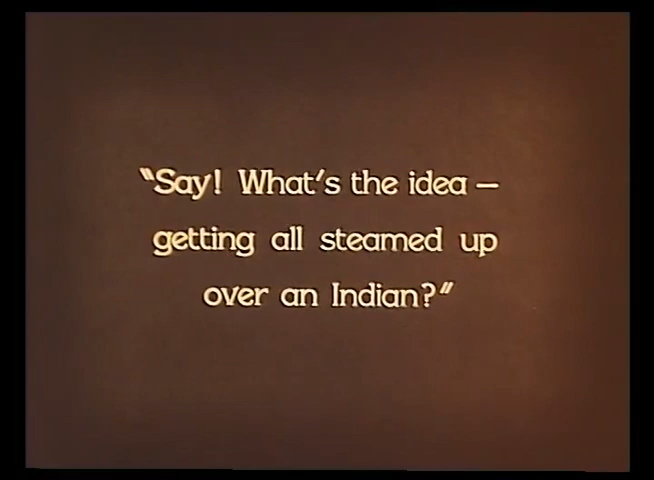 "Say! What's the idea —
getting all steamed up
over an Indian?"